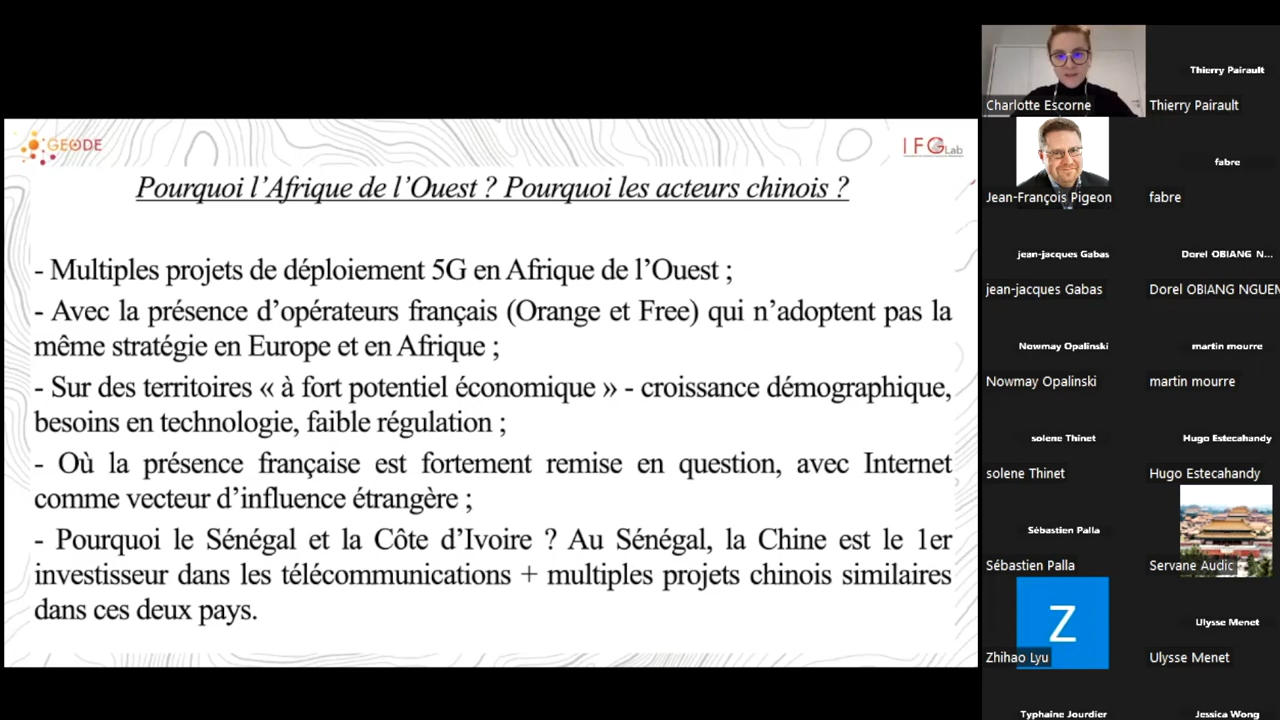 GEODE
IFGLab
Pourquoi l'Afrique de l'Ouest ? Pourquoi les acteurs chinois ?
- Multiples projets de déploiement 5G en Afrique de l'Ouest ;
- Avec la présence d'opérateurs français (Orange et Free) qui n'adoptent pas la
même stratégie en Europe et en Afrique ;
- Sur des territoires « à fort potentiel économique » - croissance démographique,
besoins en technologie, faible régulation ;
- Où la présence française est fortement remise en question, avec Internet
comme vecteur d'influence étrangère ;
- Pourquoi le Sénégal et la Côte d'Ivoire ? Au Sénégal, la Chine est le 1er
investisseur dans les télécommunications + multiples projets chinois similaires
dans ces deux pays.
Charlotte Escorne
Thierry Pairault
Thierry Pairault
Jean-François Pigeon
fabre
fabre
jean-jacques Gabas
jean-jacques Gabas
Dorel OBIANG N...
Dorel OBIANG NGUEM
Nowmay Opalinski
Nowmay Opalinski
martin mourre
martin mourre
solene Thinet
solene Thinet
Hugo Estecahandy
Hugo Estecahandy
Sébastien Palla
Sébastien Palla
Servane Audic
Z
Zhihao Lyu
Ulysse Menet
Ulysse Menet
Typhaine Jourdier
Jessica Wong